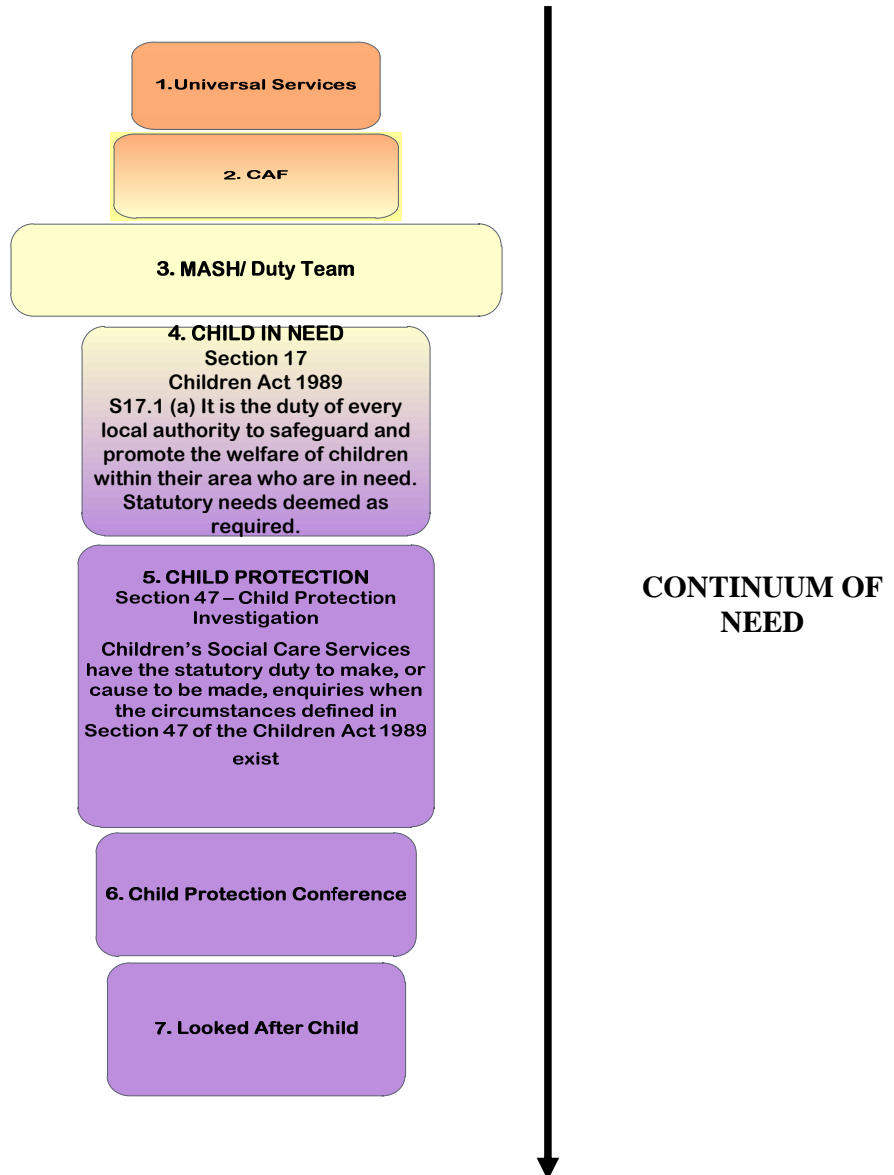 1.Universal Services
2. CAF
3. MASH/ Duty Team
4. CHILD IN NEED
Section 17
Children Act 1989
S17.1 (a) It is the duty of every
local authority to safeguard and
promote the welfare of children
within their area who are in need.
Statutory needs deemed as
required.
5. CHILD PROTECTION
Section 47 – Child Protection
Investigation
Children’s Social Care Services
have the statutory duty to make, or
cause to be made, enquiries when
the circumstances defined in
Section 47 of the Children Act 1989
exist
6. Child Protection Conference
7. Looked After Child
CONTINUUM OF
NEED